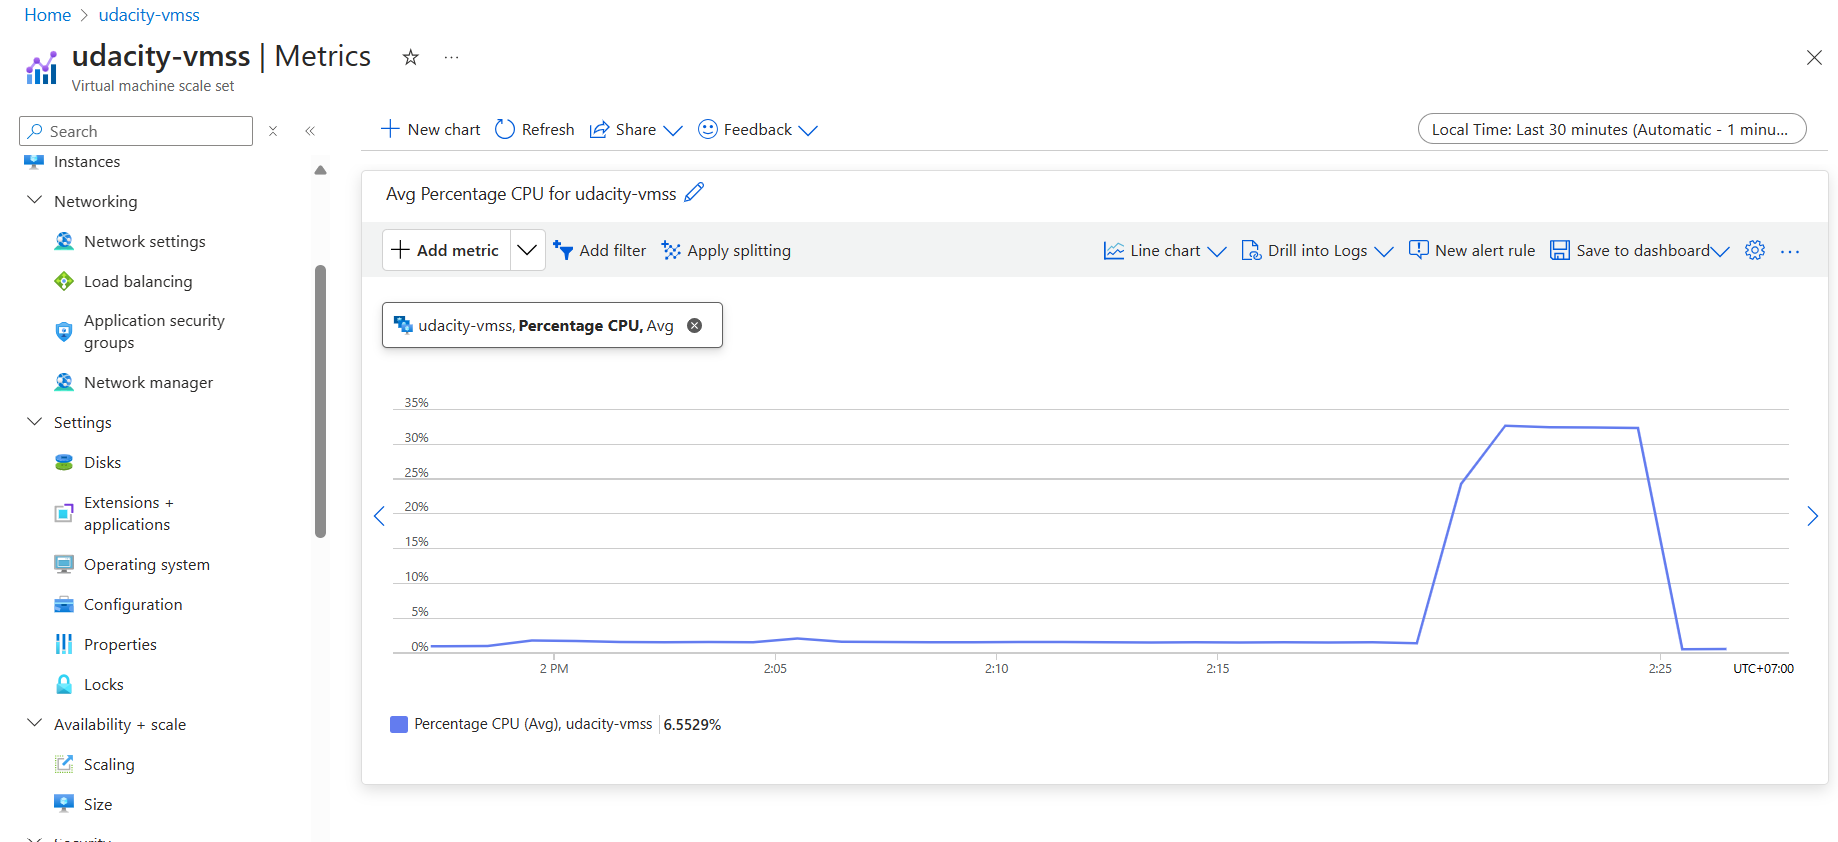 Home > udacity-vmss
udacity-vmss | Metrics
Virtual machine scale set
Search
Instances
Networking
Network settings
Load balancing
Application security
groups
Network manager
Settings
Disks
Extensions +
applications
Operating system
Configuration
Properties
Locks
Availability + scale
Scaling
Size
Security
New chart
Refresh
Share
Feedback
Local Time: Last 30 minutes (Automatic - 1 minu...
Avg Percentage CPU for udacity-vmss
Add metric
Add filter
Apply splitting
Line chart
Drill into Logs
New alert rule
Save to dashboard
udacity-vmss, Percentage CPU, Avg
35%
30%
25%
20%
15%
10%
5%
0%
2 PM
2:05
2:10
2:15
2:25
UTC+07:00
Percentage CPU (Avg), udacity-vmss | 6.5529%